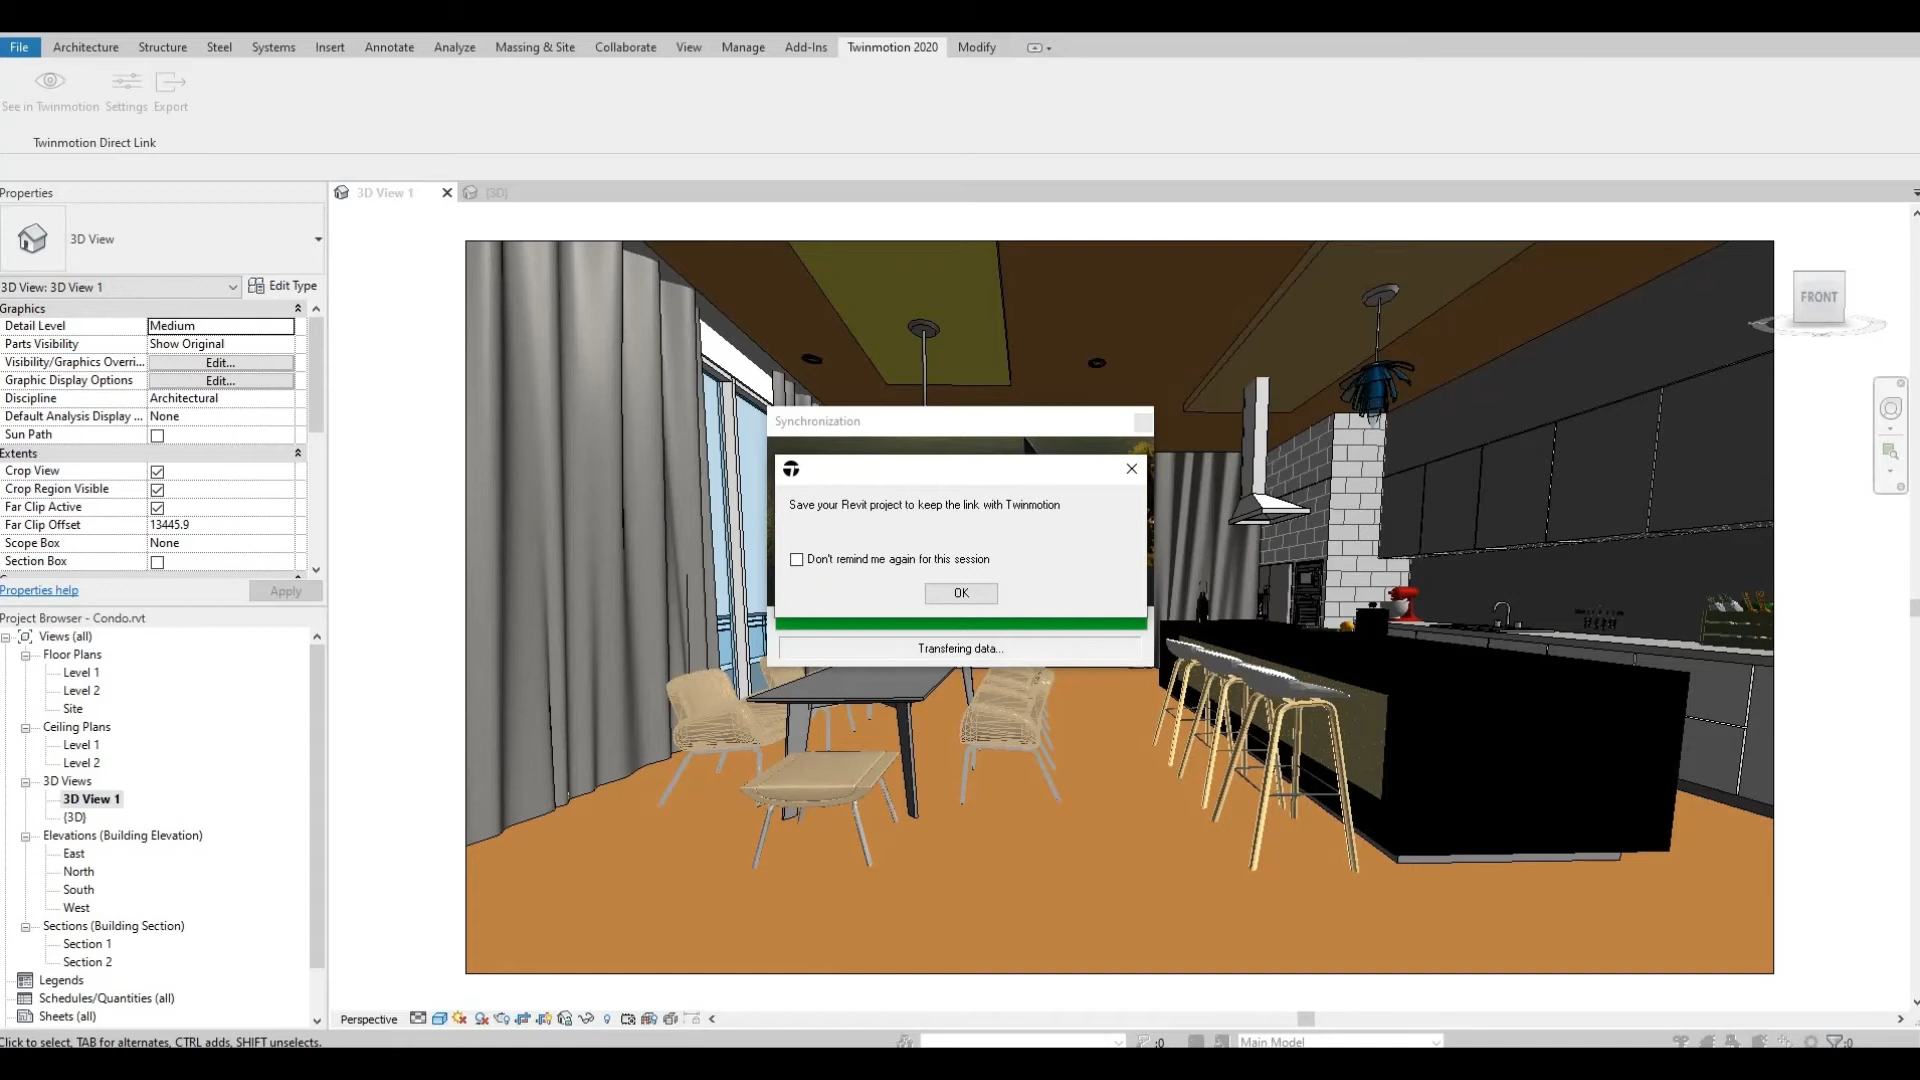 File Architecture Structure Steel Systems Insert Annotate Analyze Massing & Site Collaborate View Manage Add-Ins Twinmotion 2020 Modify
See in Twinmotion Settings Export
Twinmotion Direct Link
Properties
3D View 1 {3D}
3D View
3D View: 3D View 1 Edit Type
Graphics
Detail Level Medium
Parts Visibility Show Original
Visibility/Graphics Overri... Edit...
Graphic Display Options Edit...
Discipline Architectural
Default Analysis Display ... None
Sun Path
Extents
Crop View
Crop Region Visible
Far Clip Active
Far Clip Offset 13445.9
Scope Box None
Section Box
Properties help Apply
Project Browser - Condo.rvt
Views (all)
Floor Plans
Level 1
Level 2
Site
Ceiling Plans
Level 1
Level 2
3D Views
3D View 1
{3D}
Elevations (Building Elevation)
East
North
South
West
Sections (Building Section)
Section 1
Section 2
Legends
Schedules/Quantities (all)
Sheets (all)
FRONT
Synchronization
Save your Revit project to keep the link with Twinmotion
Don't remind me again for this session
OK
Transfering data...
Perspective
Click to select, TAB for alternates, CTRL adds, SHIFT unselects.
:0 Main Model :0